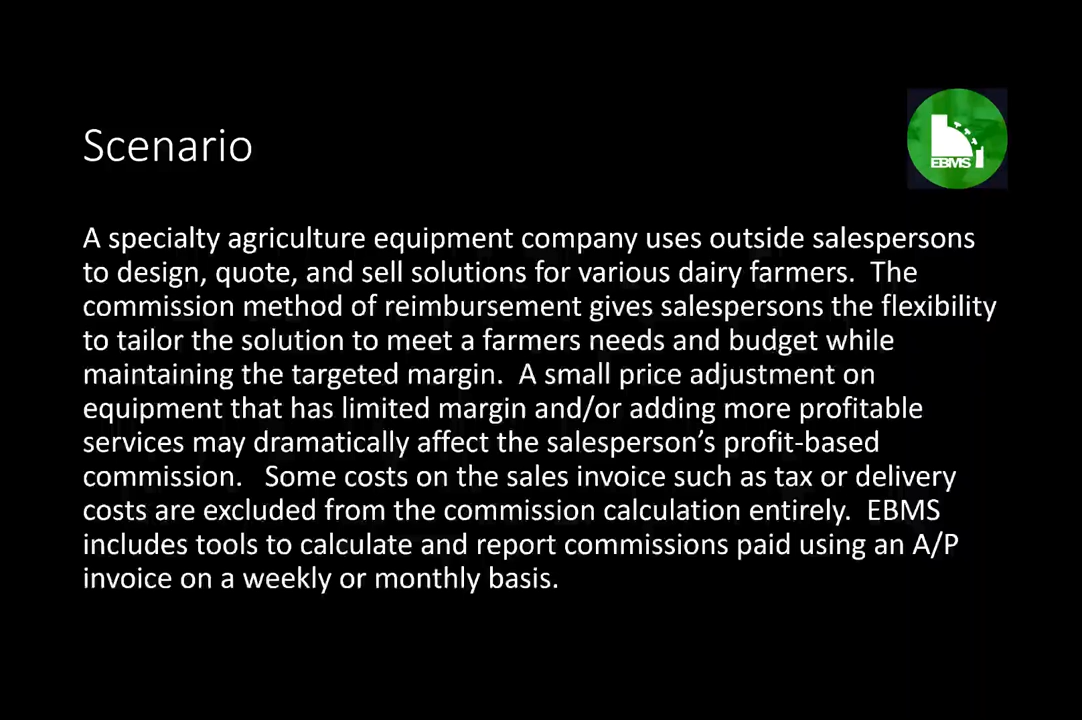 Scenario
EBMS
A specialty agriculture equipment company uses outside salespersons
to design, quote, and sell solutions for various dairy farmers.  The
commission method of reimbursement gives salespersons the flexibility
to tailor the solution to meet a farmers needs and budget while
maintaining the targeted margin.  A small price adjustment on
equipment that has limited margin and/or adding more profitable
services may dramatically affect the salesperson’s profit-based
commission.   Some costs on the sales invoice such as tax or delivery
costs are excluded from the commission calculation entirely.  EBMS
includes tools to calculate and report commissions paid using an A/P
invoice on a weekly or monthly basis.